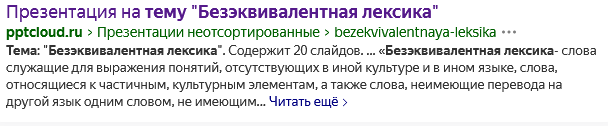 Презентация на тему "Безэквивалентная лексика"
pptcloud.ru > Презентации неотсортированные > bezekvivalentnaya-leksika •••
Тема: "Безэквивалентная лексика". Содержит 20 слайдов. ... «Безэквивалентная лексика- слова
служащие для выражения понятий, отсутствующих в иной культуре и в ином языке, слова,
относящиеся к частичным, культурным элементам, а также слова, неимеющие перевода на
другой язык одним словом, не имеющим... Читать ещё >